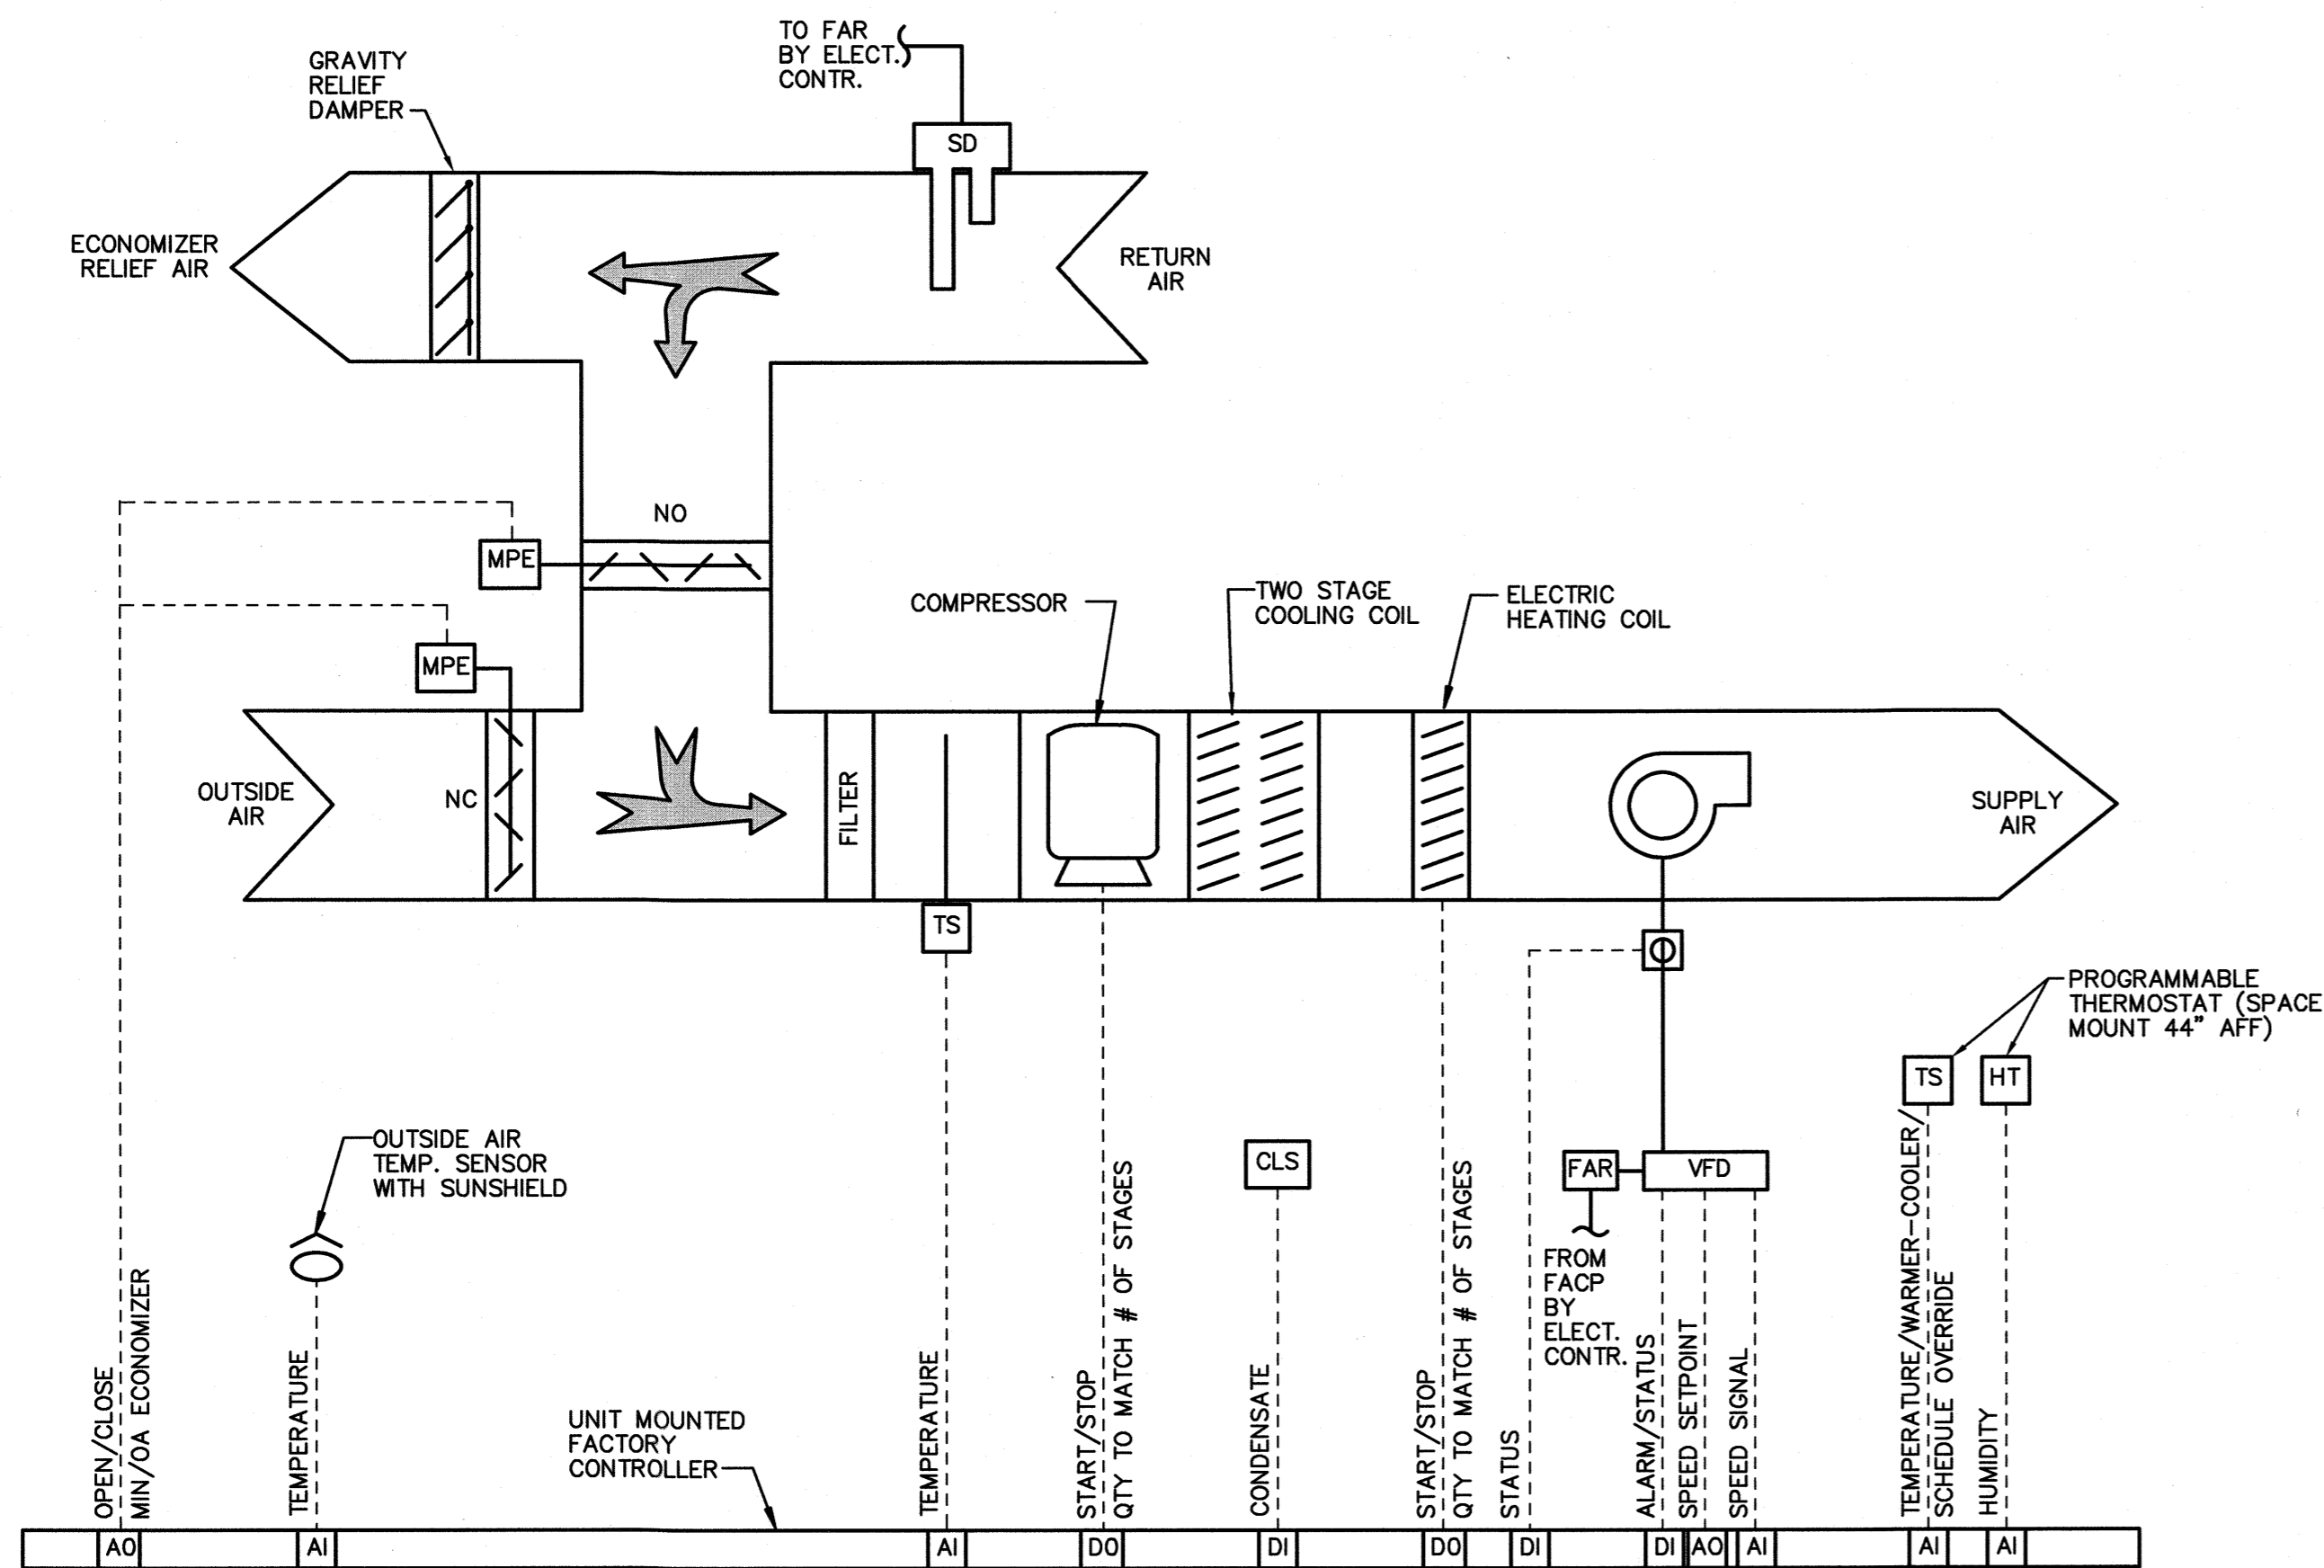 TO FAR
BY ELECT.
CONTR.
GRAVITY
RELIEF
DAMPER
SD
ECONOMIZER
RELIEF AIR
RETURN
AIR
NO
MPE
MPE
COMPRESSOR
TWO STAGE
COOLING COIL
ELECTRIC
HEATING COIL
OUTSIDE
AIR
NC
FILTER
SUPPLY
AIR
TS
PROGRAMMABLE
THERMOSTAT (SPACE
MOUNT 44" AFF)
TS
HT
OUTSIDE AIR
TEMP. SENSOR
WITH SUNSHIELD
CLS
FAR
VFD
FROM
FACP
BY
ELECT.
CONTR.
UNIT MOUNTED
FACTORY
CONTROLLER
OPEN/CLOSE
MIN/OA ECONOMIZER
TEMPERATURE
TEMPERATURE
START/STOP
QTY TO MATCH # OF STAGES
CONDENSATE
START/STOP
QTY TO MATCH # OF STAGES
STATUS
ALARM/STATUS
SPEED SETPOINT
SPEED SIGNAL
TEMPERATURE/WARMER-COOLER/
SCHEDULE OVERRIDE
HUMIDITY
AO
AI
AI
DO
DI
DO
DI
DI
AO
AI
AI
AI